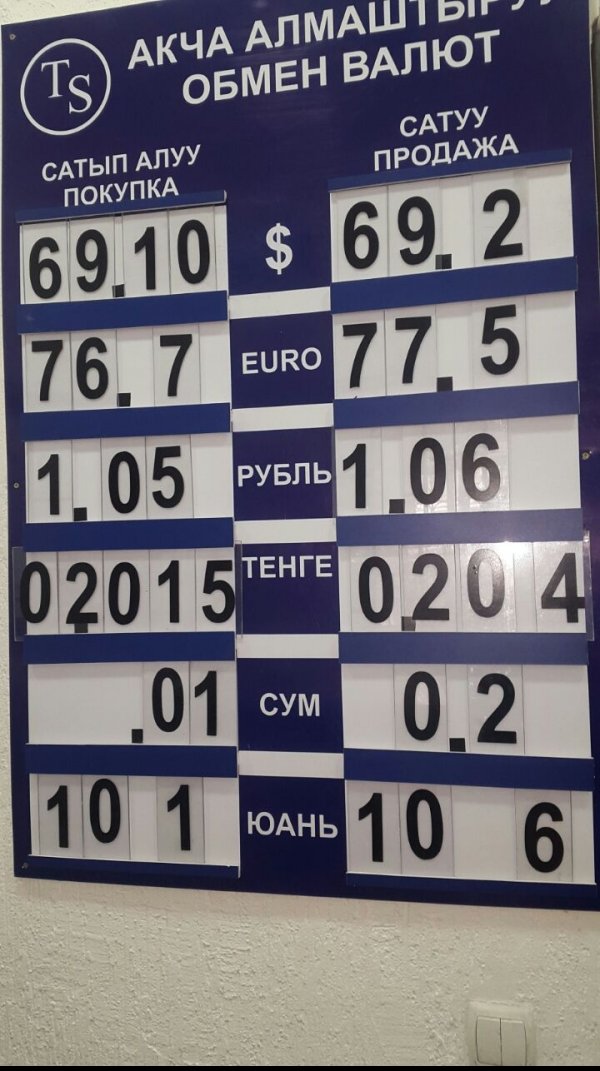 TS
АКЧА АЛМАШТЫРУУ
ОБМЕН ВАЛЮТ
САТЫП АЛУУ
ПОКУПКА
САТУУ
ПРОДАЖА
69.10 $ 69.2
76.7 EURO 77.5
1.05 РУБЛЬ 1.06
0.2015 ТЕНГЕ 0.204
.01 СУМ 0.2
10 1 ЮАНЬ 10 6